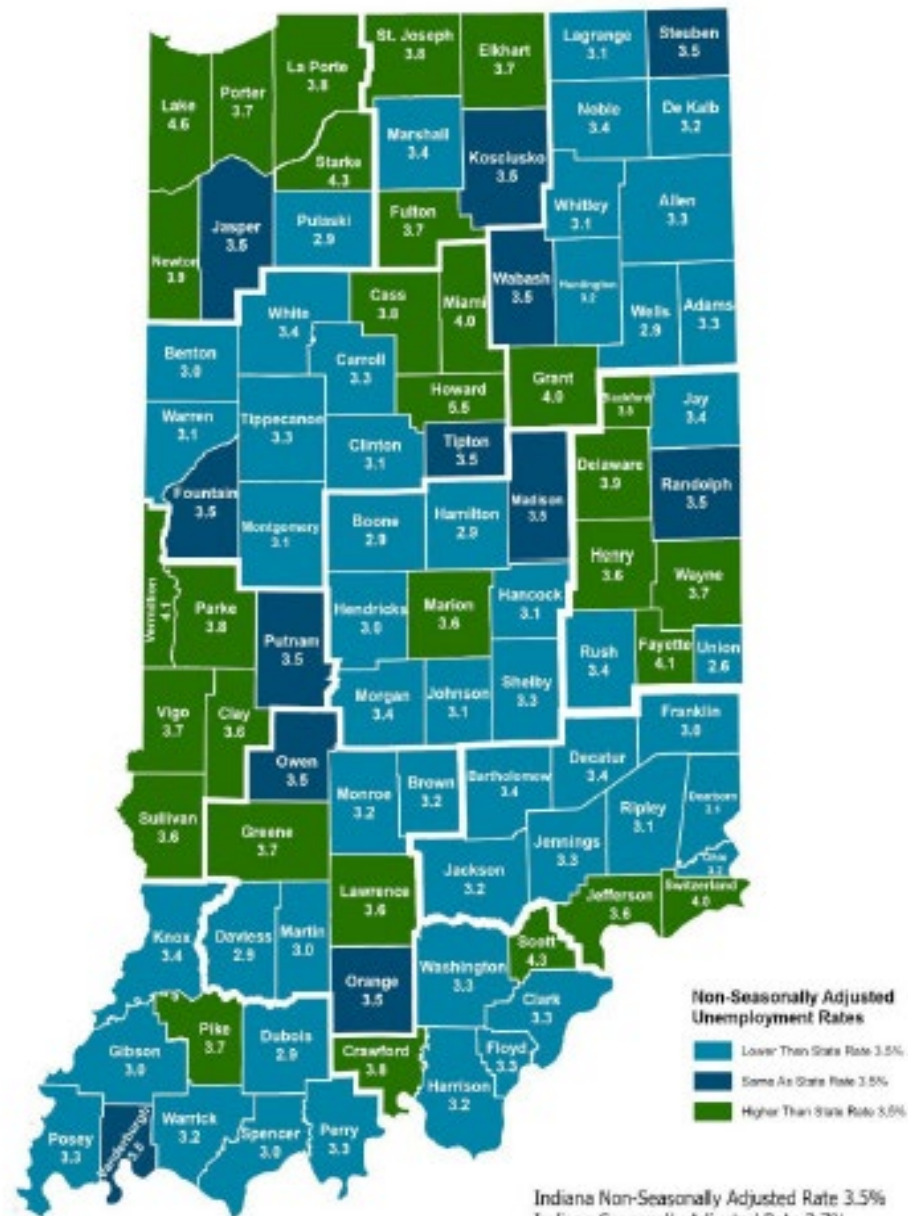 St. Joseph
3.8
Elkhart
3.7
Lagrange
3.1
Steuben
3.5
La Porte
3.8
Porter
3.7
Lake
4.6
Noble
3.4
De Kalb
3.2
Marshall
3.4
Kosciusko
3.5
Starke
4.3
Whitley
3.1
Allen
3.3
Jasper
3.5
Pulaski
2.9
Fulton
3.7
Newton
3.9
Wabash
3.5
Huntington
3.2
Cass
3.8
Miami
4.0
Wells
2.9
Adams
3.3
White
3.4
Carroll
3.3
Benton
3.0
Howard
5.5
Grant
4.0
Jay
3.4
Warren
3.1
Tippecanoe
3.3
Clinton
3.1
Tipton
3.5
Delaware
3.9
Randolph
3.5
Fountain
3.5
Madison
3.5
Montgomery
3.1
Boone
2.9
Hamilton
2.9
Henry
3.6
Wayne
3.7
Vermillion
4.1
Parke
3.8
Putnam
3.5
Hendricks
3.0
Marion
3.6
Hancock
3.1
Rush
3.4
Fayette
4.1
Union
2.6
Vigo
3.7
Clay
3.6
Morgan
3.4
Johnson
3.1
Shelby
3.3
Franklin
3.0
Owen
3.5
Monroe
3.2
Brown
3.2
Bartholomew
3.4
Decatur
3.4
Ripley
3.1
Dearborn
Sullivan
3.6
Greene
3.7
Jackson
3.2
Jennings
3.3
Ohio
3.2
Lawrence
3.6
Jefferson
3.6
Switzerland
4.0
Knox
3.4
Daviess
2.9
Martin
3.0
Orange
3.5
Washington
3.3
Scott
4.3
Clark
3.3
Pike
3.7
Dubois
2.9
Gibson
3.0
Crawford
3.8
Floyd
3.3
Harrison
3.2
Posey
3.3
Vanderburgh
3.5
Warrick
3.2
Spencer
3.0
Perry
3.3
Non-Seasonally Adjusted
Unemployment Rates
Lower Than State Rate 3.5%
Same As State Rate 3.5%
Higher Than State Rate 3.5%
Indiana Non-Seasonally Adjusted Rate 3.5%